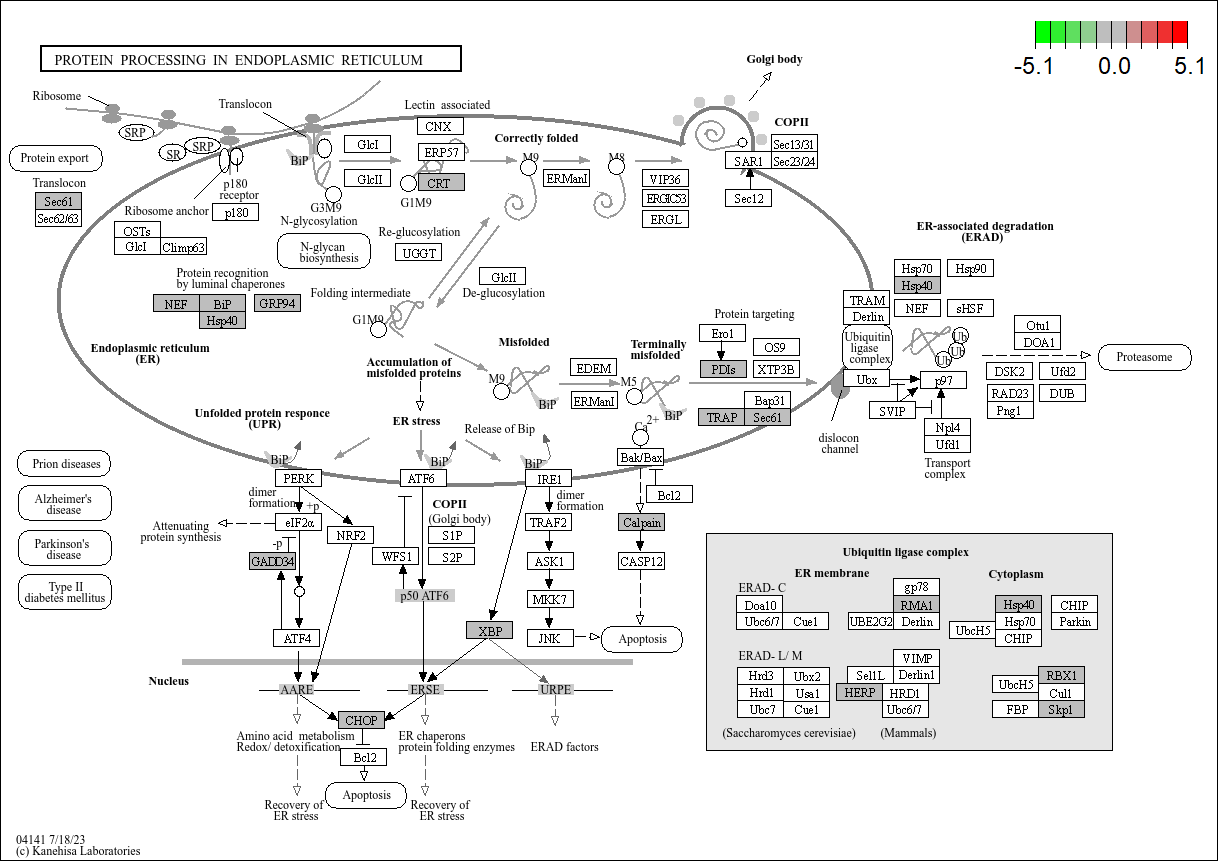 PROTEIN PROCESSING IN ENDOPLASMIC RETICULUM
-5.1 0.0 5.1
Golgi body
Ribosome
Translocon
Lectin associated
SRP
CNX
Correctly folded
COPII
SR
SRP
BiP
GlcI
ERP57
M9
M8
Sec13/31
SAR1
Sec23/24
Protein export
GlcII
CRT
ERManI
VIP36
Translocon
p180
receptor
G1M9
ERGIC53
Sec12
Sec61
Sec62/63
Ribosome anchor
p180
G3M9
N-glycosylation
ERGL
OSTs
GlcI
Climp63
N-glycan
biosynthesis
Re-glucosylation
UGGT
ER-associated degradation
(ERAD)
Protein recognition
by luminal chaperones
GlcII
De-glucosylation
Hsp70
Hsp90
Hsp40
NEF
BiP
GRP94
Hsp40
Folding intermediate
G1M9
TRAM
Derlin
NEF
sHSF
Protein targeting
Otu1
DOA1
Endoplasmic reticulum
(ER)
Accumulation of
misfolded proteins
Misfolded
Terminally
misfolded
Ero1
OS9
Ubiquitin
ligase
complex
Ub
Ub
Ub
Proteasome
M9
EDEM
M5
PDIs
XTP3B
Ubx
p97
DSK2
Ufd2
RAD23
DUB
Png1
BiP
ERManI
BiP
Bap31
TRAP
Sec61
SVIP
Unfolded protein responce
(UPR)
ER stress
Release of Bip
Ca2+
dislocon
channel
Npl4
Ufd1
Transport
complex
Prion diseases
BiP
BiP
BiP
Bak/Bax
PERK
ATF6
IRE1
Alzheimer's
disease
dimer
formation
+p
COPII
(Golgi body)
dimer
formation
Bcl2
Attenuating
protein synthesis
eIF2α
NRF2
S1P
TRAF2
Calpain
Parkinson's
disease
-p
GADD34
WFS1
S2P
ASK1
CASP12
Type II
diabetes mellitus
p50 ATF6
MKK7
ATF4
XBP
JNK
Apoptosis
Nucleus
AARE
ERSE
URPE
CHOP
Amino acid metabolism
Redox/ detoxification
ER chaperons
protein folding enzymes
ERAD factors
Bcl2
Apoptosis
Recovery of
ER stress
Recovery of
ER stress
Ubiquitin ligase complex
ER membrane
Cytoplasm
ERAD- C
gp78
Doa10
RMA1
Hsp40
CHIP
Ubc6/7
Cue1
UBE2G2
Derlin
UbcH5
Hsp70
Parkin
CHIP
ERAD- L/ M
VIMP
Hrd3
Ubx2
Sel1L
Derlin1
RBX1
Hrd1
Usa1
HERP
HRD1
UbcH5
Cul1
Ubc7
Cue1
Ubc6/7
FBP
Skp1
(Saccharomyces cerevisiae)
(Mammals)
04141 7/18/23
(c) Kanehisa Laboratories